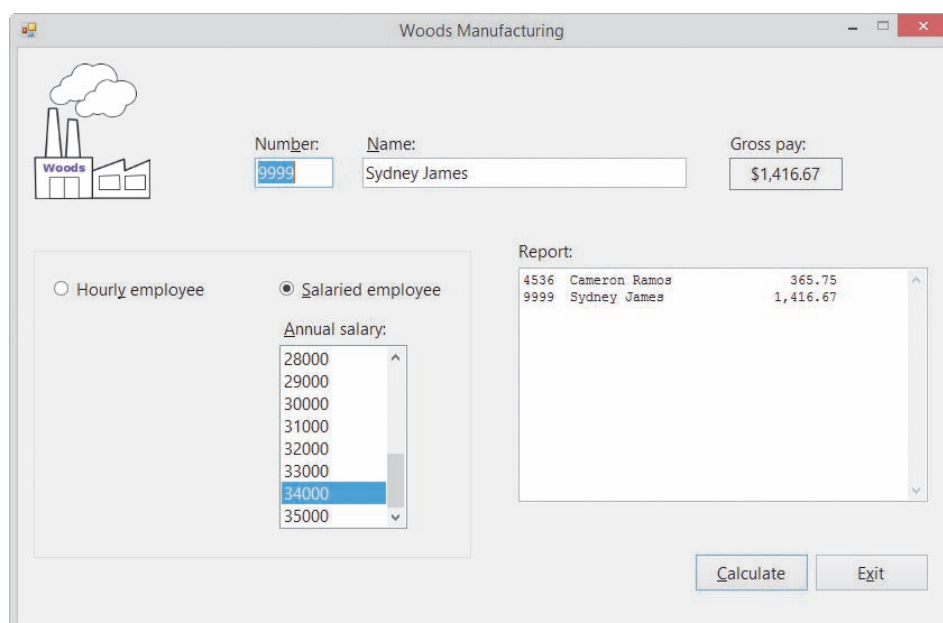 Woods Manufacturing
Woods
Number:
Name:
Gross pay:
9999
Sydney James
$1,416.67
Hourly employee
Salaried employee
Annual salary:
28000
29000
30000
31000
32000
33000
34000
35000
Report:
4536 Cameron Ramos 365.75
9999 Sydney James 1,416.67
Calculate
Exit